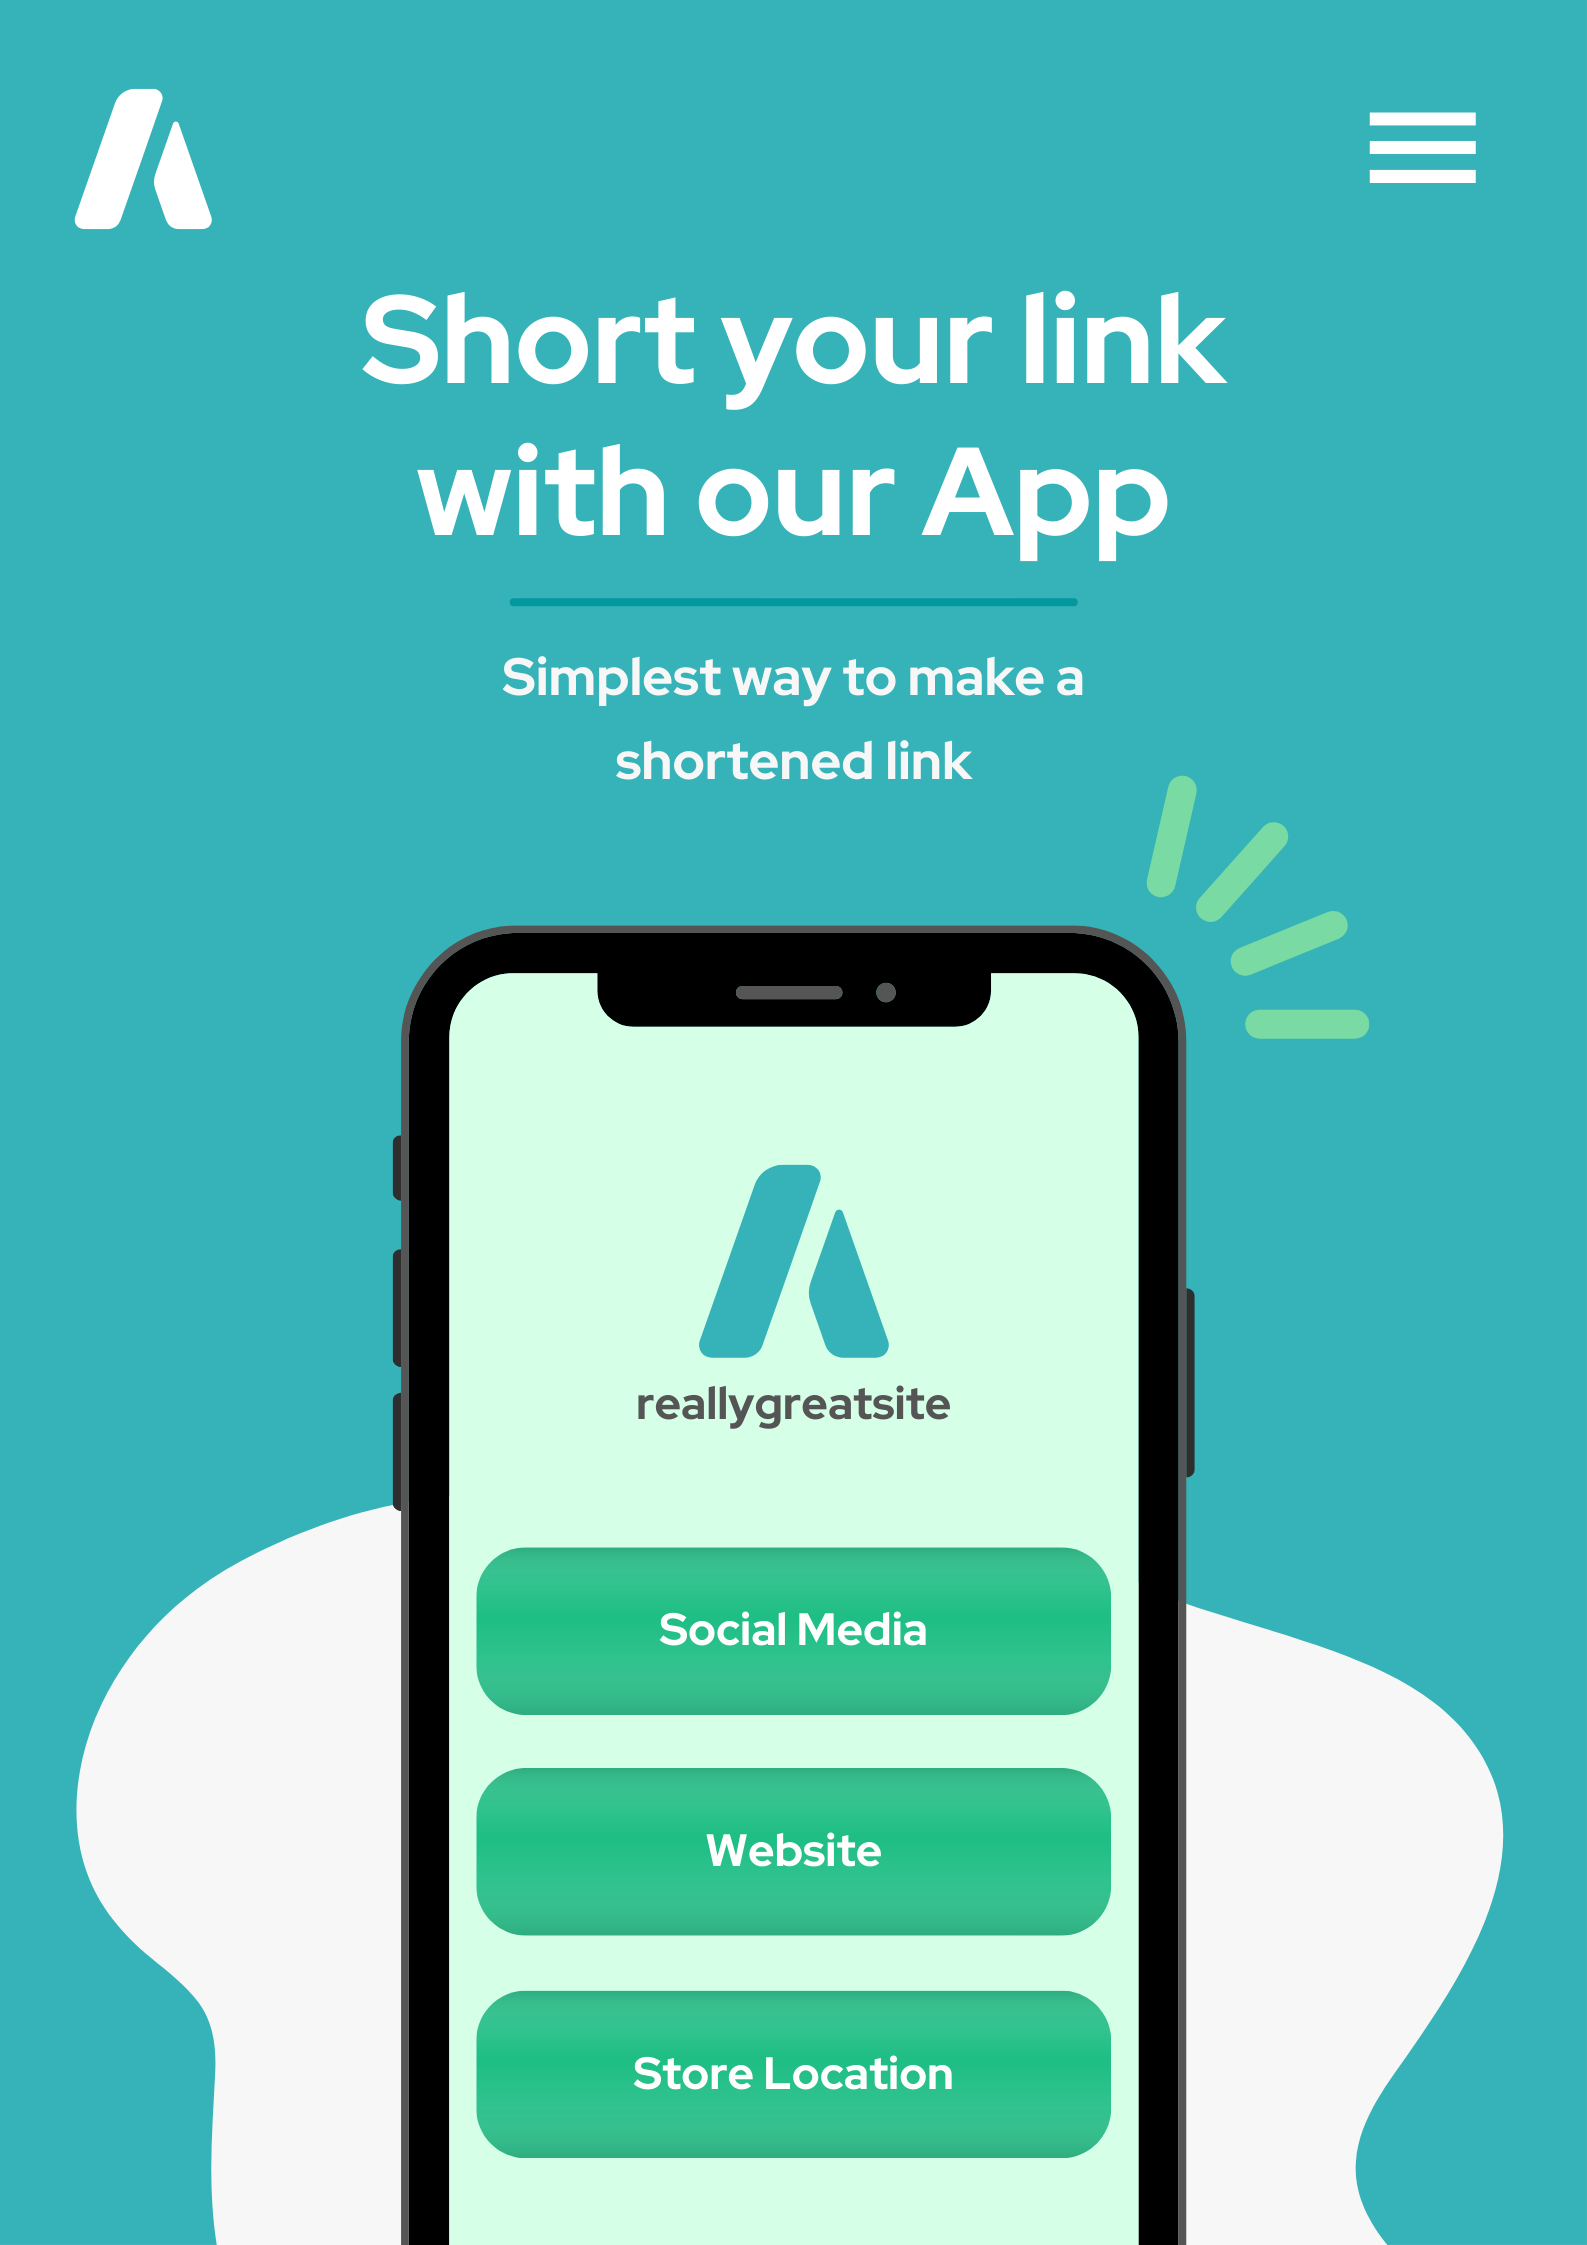 Short your link
with our App
Simplest way to make a
shortened link
reallygreatsite
Social Media
Website
Store Location